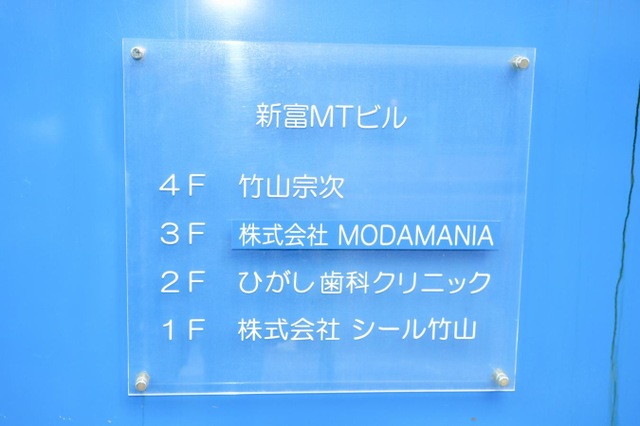 新富MTビル
4F 竹山宗次
3F 株式会社 MODAMANIA
2F ひがし歯科クリニック
1F 株式会社 シール竹山